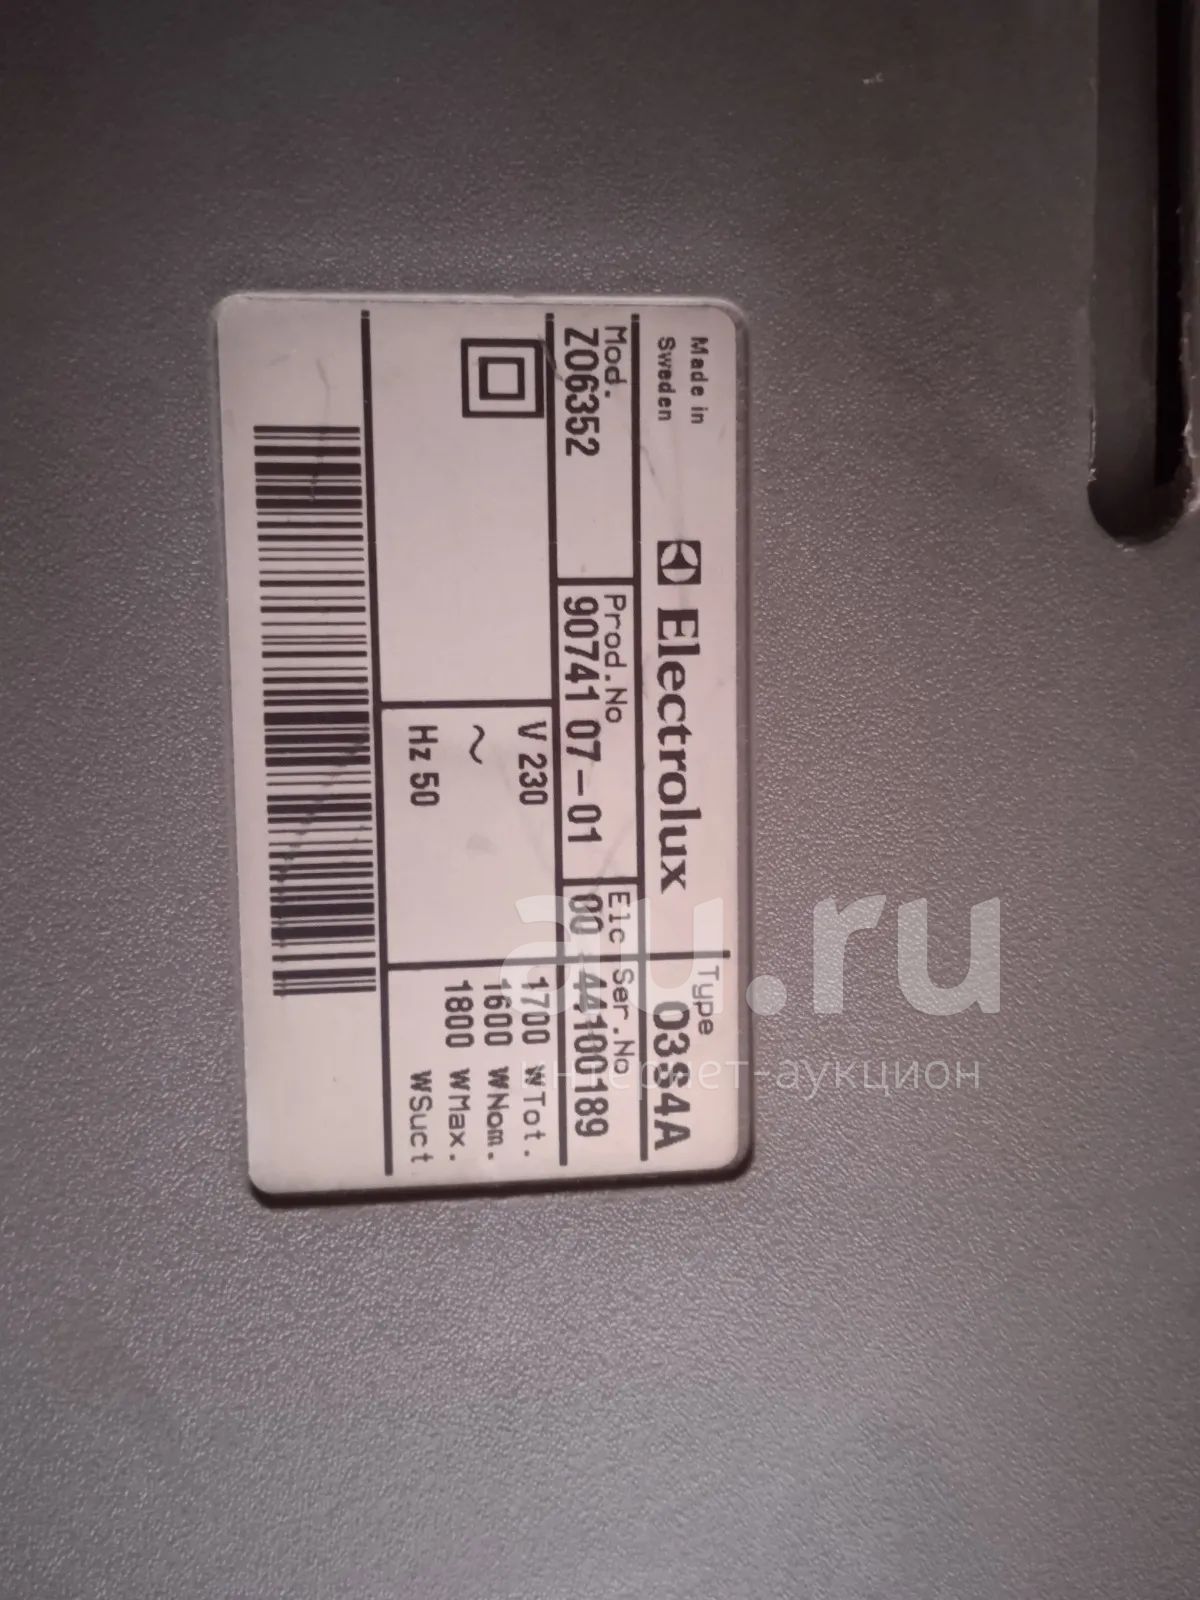 Made in
Sweden
Electrolux
Type
03S4A
Mod.
Z06352
Prod.No
90741 07-01
Elc
00
Ser.No
44100189
V 230
~
Hz 50
1700 WTot.
1600 WNom.
1800 WMax.
WSuct
au.ru
интернет-аукцион